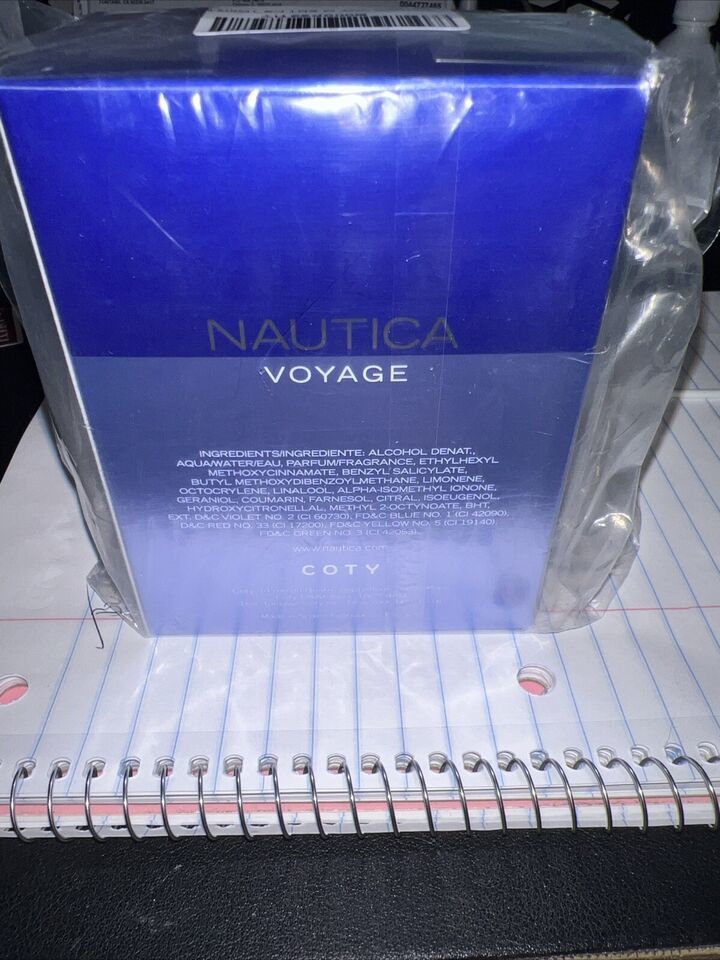 0044727465
NAUTICA
VOYAGE
INGREDIENTS/INGREDIENTE: ALCOHOL DENAT.,
AQUA/WATER/EAU, PARFUM/FRAGRANCE, ETHYLHEXYL
METHOXYCINNAMATE, BENZYL SALICYLATE,
BUTYL METHOXYDIBENZOYLMETHANE, LIMONENE,
OCTOCRYLENE, LINALOOL, ALPHA-ISOMETHYL IONONE,
GERANIOL, COUMARIN, FARNESOL, CITRAL, ISOEUGENOL,
HYDROXYCITRONELLAL, METHYL 2-OCTYNOATE, BHT,
EXT. D&C VIOLET NO. 2 (CI 60730), FD&C BLUE NO. 1 (CI 42090),
D&C RED NO. 33 (CI 17200), FD&C YELLOW NO. 5 (CI 19140),
FD&C GREEN NO. 3 (CI 42053).
www.nautica.com
COTY